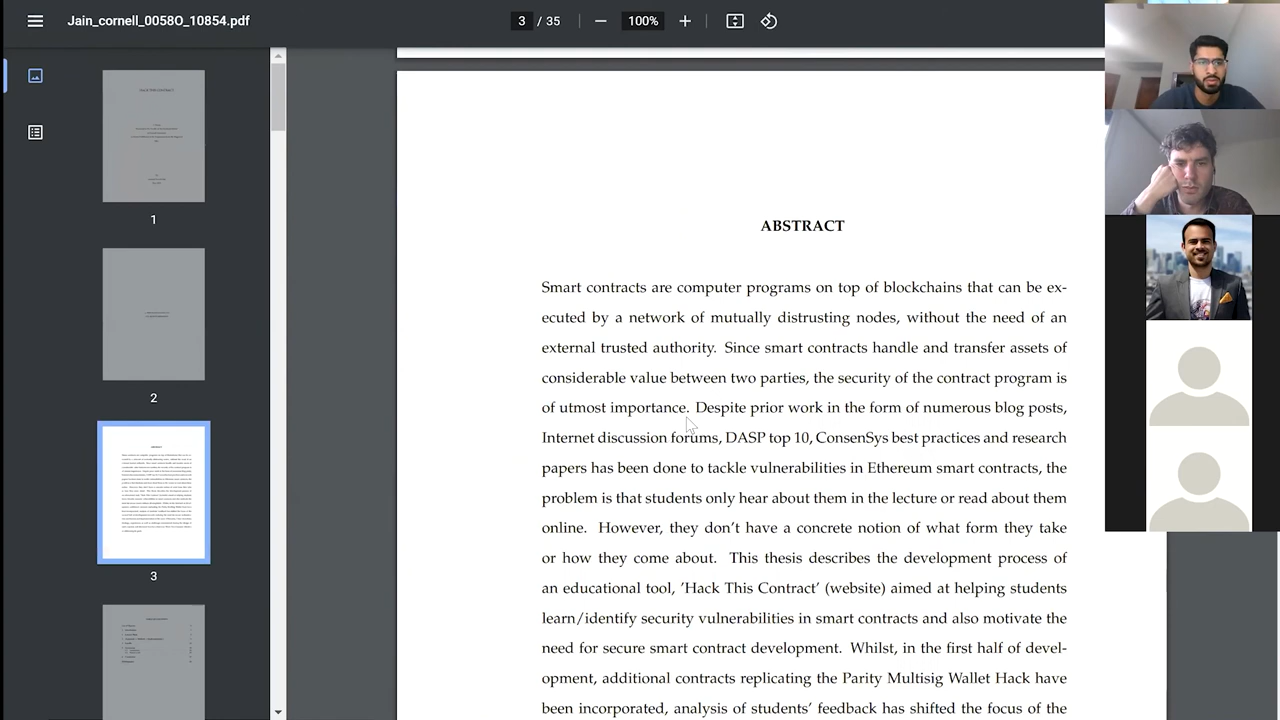 Jain_cornell_0058O_10854.pdf
3 / 35
100%
1
2
3
ABSTRACT
Smart contracts are computer programs on top of blockchains that can be ex-
ecuted by a network of mutually distrusting nodes, without the need of an
external trusted authority. Since smart contracts handle and transfer assets of
considerable value between two parties, the security of the contract program is
of utmost importance. Despite prior work in the form of numerous blog posts,
Internet discussion forums, DASP top 10, ConsenSys best practices and research
papers has been done to tackle vulnerabilities in Ethereum smart contracts, the
problem is that students only hear about them in the lecture or read about them
online. However, they don't have a concrete notion of what form they take
or how they come about. This thesis describes the development process of
an educational tool, 'Hack This Contract' (website) aimed at helping students
learn/identify security vulnerabilities in smart contracts and also motivate the
need for secure smart contract development. Whilst, in the first half of devel-
opment, additional contracts replicating the Parity Multisig Wallet Hack have
been incorporated, analysis of students' feedback has shifted the focus of the